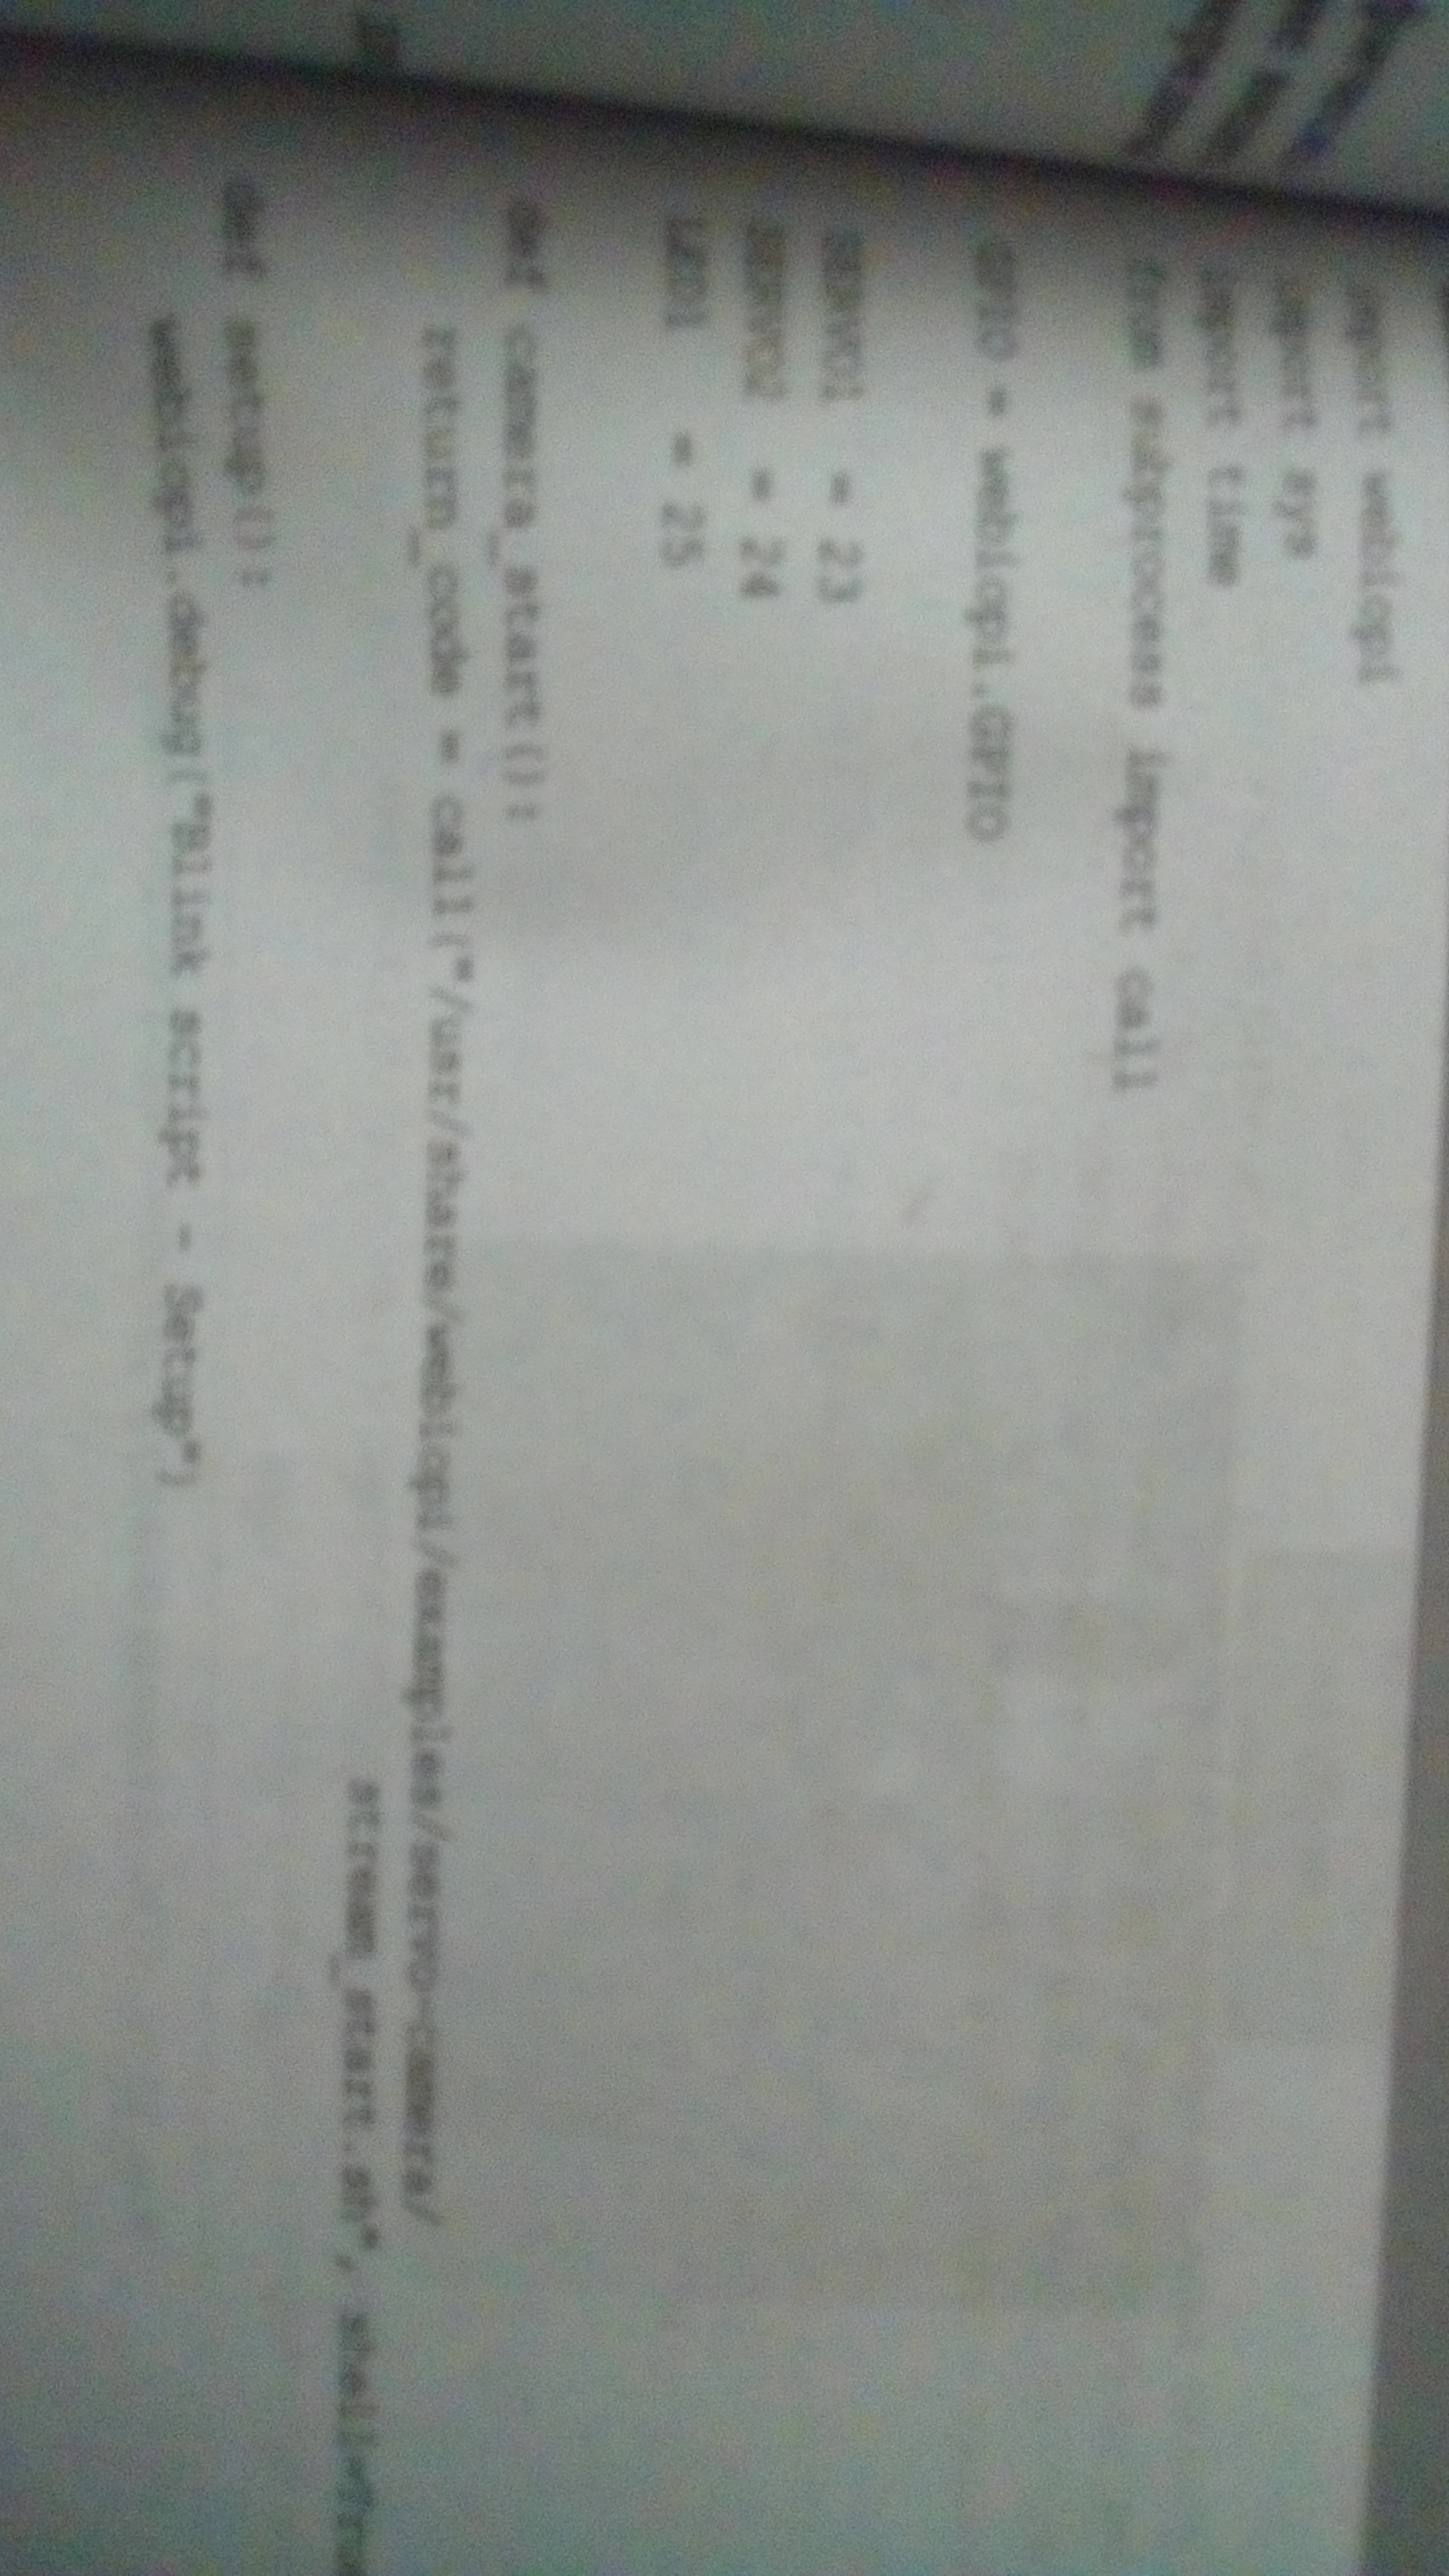 import webiopi
import sys
import time
from subprocess import call
GPIO = webiopi.GPIO
SERVO1 = 23
SERVO2 = 24
LED1 = 25
def camera_start():
return_code = call("/usr/share/webiopi/examples/servo-camera/
stream_start.sh", shell=Tru
def setup():
webiopi.debug("Blink script - Setup")